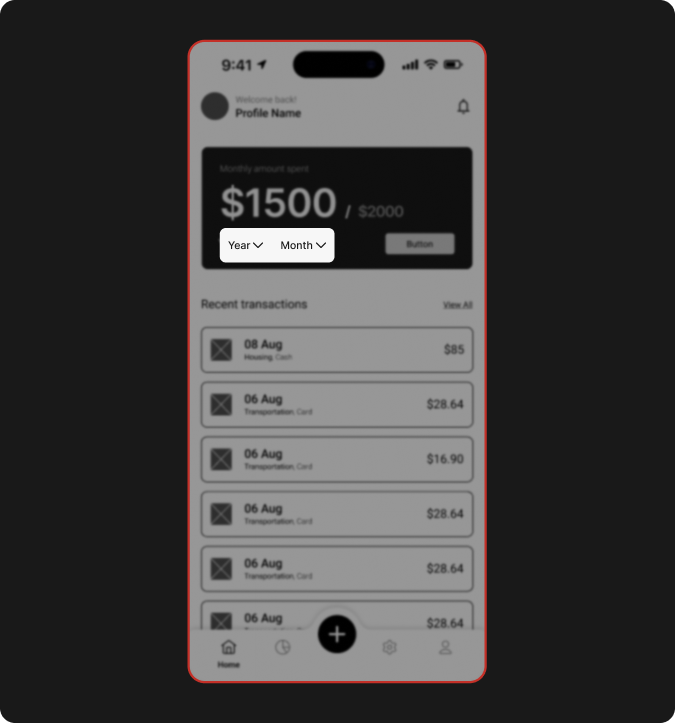 9:41
Welcome back!
Profile Name
Monthly amount spent
$1500 / $2000
Year Month
Button
Recent transactions
View All
08 Aug
Housing, Cash
$85
06 Aug
Transportation, Card
$28.64
06 Aug
Transportation, Card
$16.90
06 Aug
Transportation, Card
$28.64
06 Aug
Transportation, Card
$28.64
06 Aug
$28.64
Home